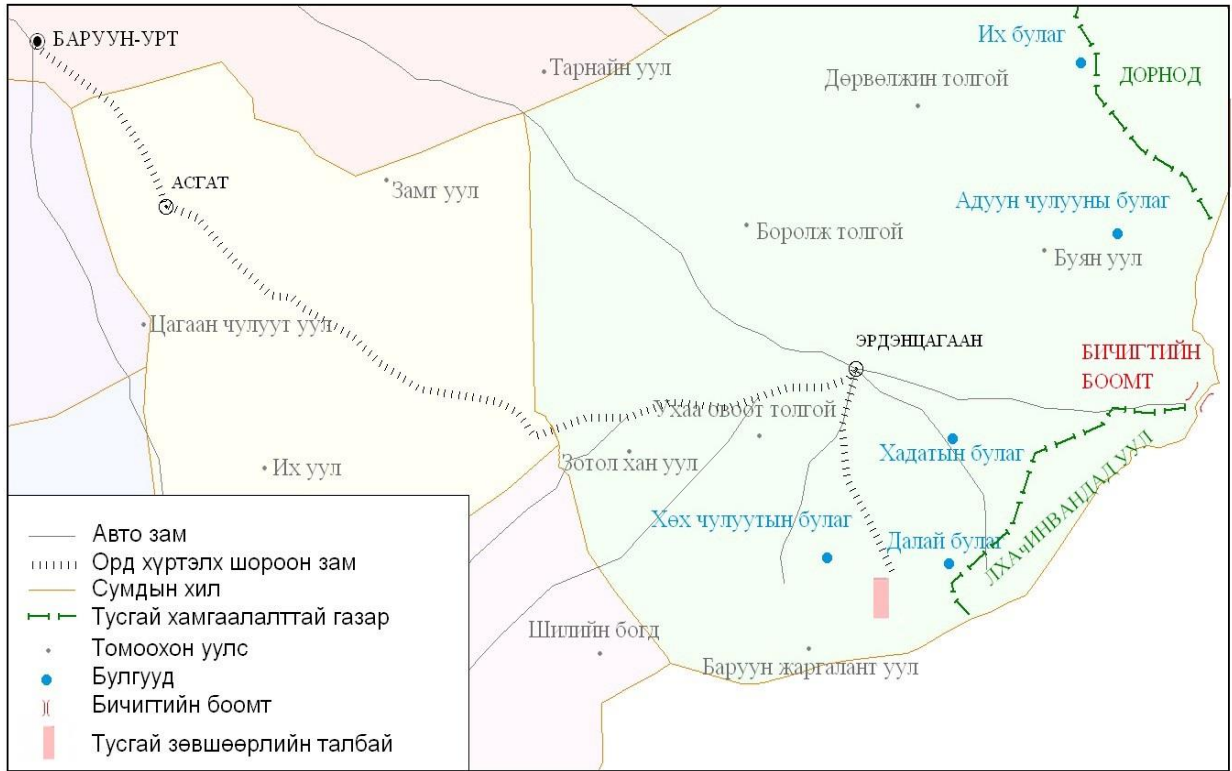 БАРУУН-УРТ
Тарнайн уул
Их булаг
Дөрвөлжин толгой
ДОРНОД
АСГАТ
Замт уул
Адуун чулууны булаг
Боролж толгой
Буян уул
Цагаан чулуут уул
ЭРДЭНЦАГААН
БИЧИГТИЙН
БООМТ
Ухаа овоот толгой
Хадатын булаг
Зотол хан уул
Их уул
ЛХАчИНВАНДАД УУЛ
Хөх чулуутын булаг
Далай булаг
Шилийн богд
Баруун жаргалант уул
Авто зам
Орд хүртэлх шороон зам
Сумдын хил
Тусгай хамгаалалттай газар
Томоохон уулс
Булгууд
Бичигтийн боомт
Тусгай зөвшөөрлийн талбай